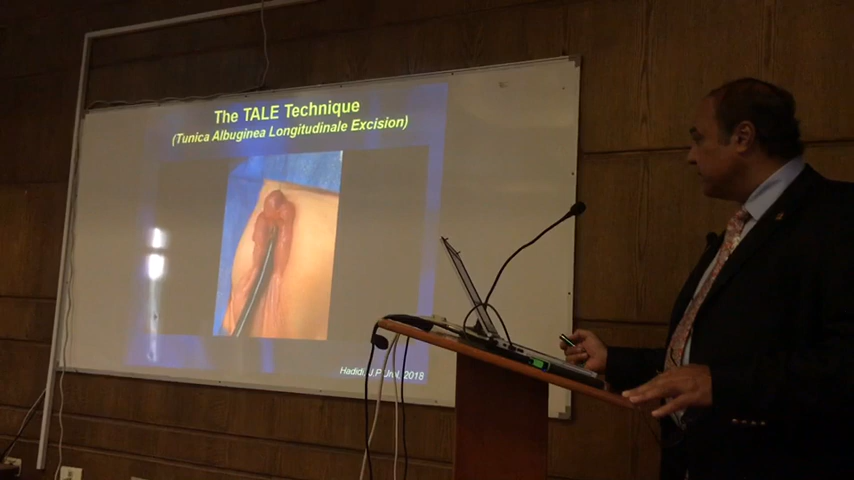 The TALE Technique
(Tunica Albuginea Longitudinale Excision)
Hadidi J P Urol, 2018